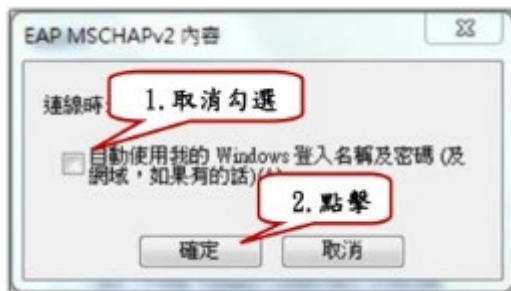 EAP MSCHAPv2 內容
連線時:
1.取消勾選
自動使用我的 Windows 登入名稱及密碼 (及
網域，如果有的話)(A)
2.點擊
確定
取消